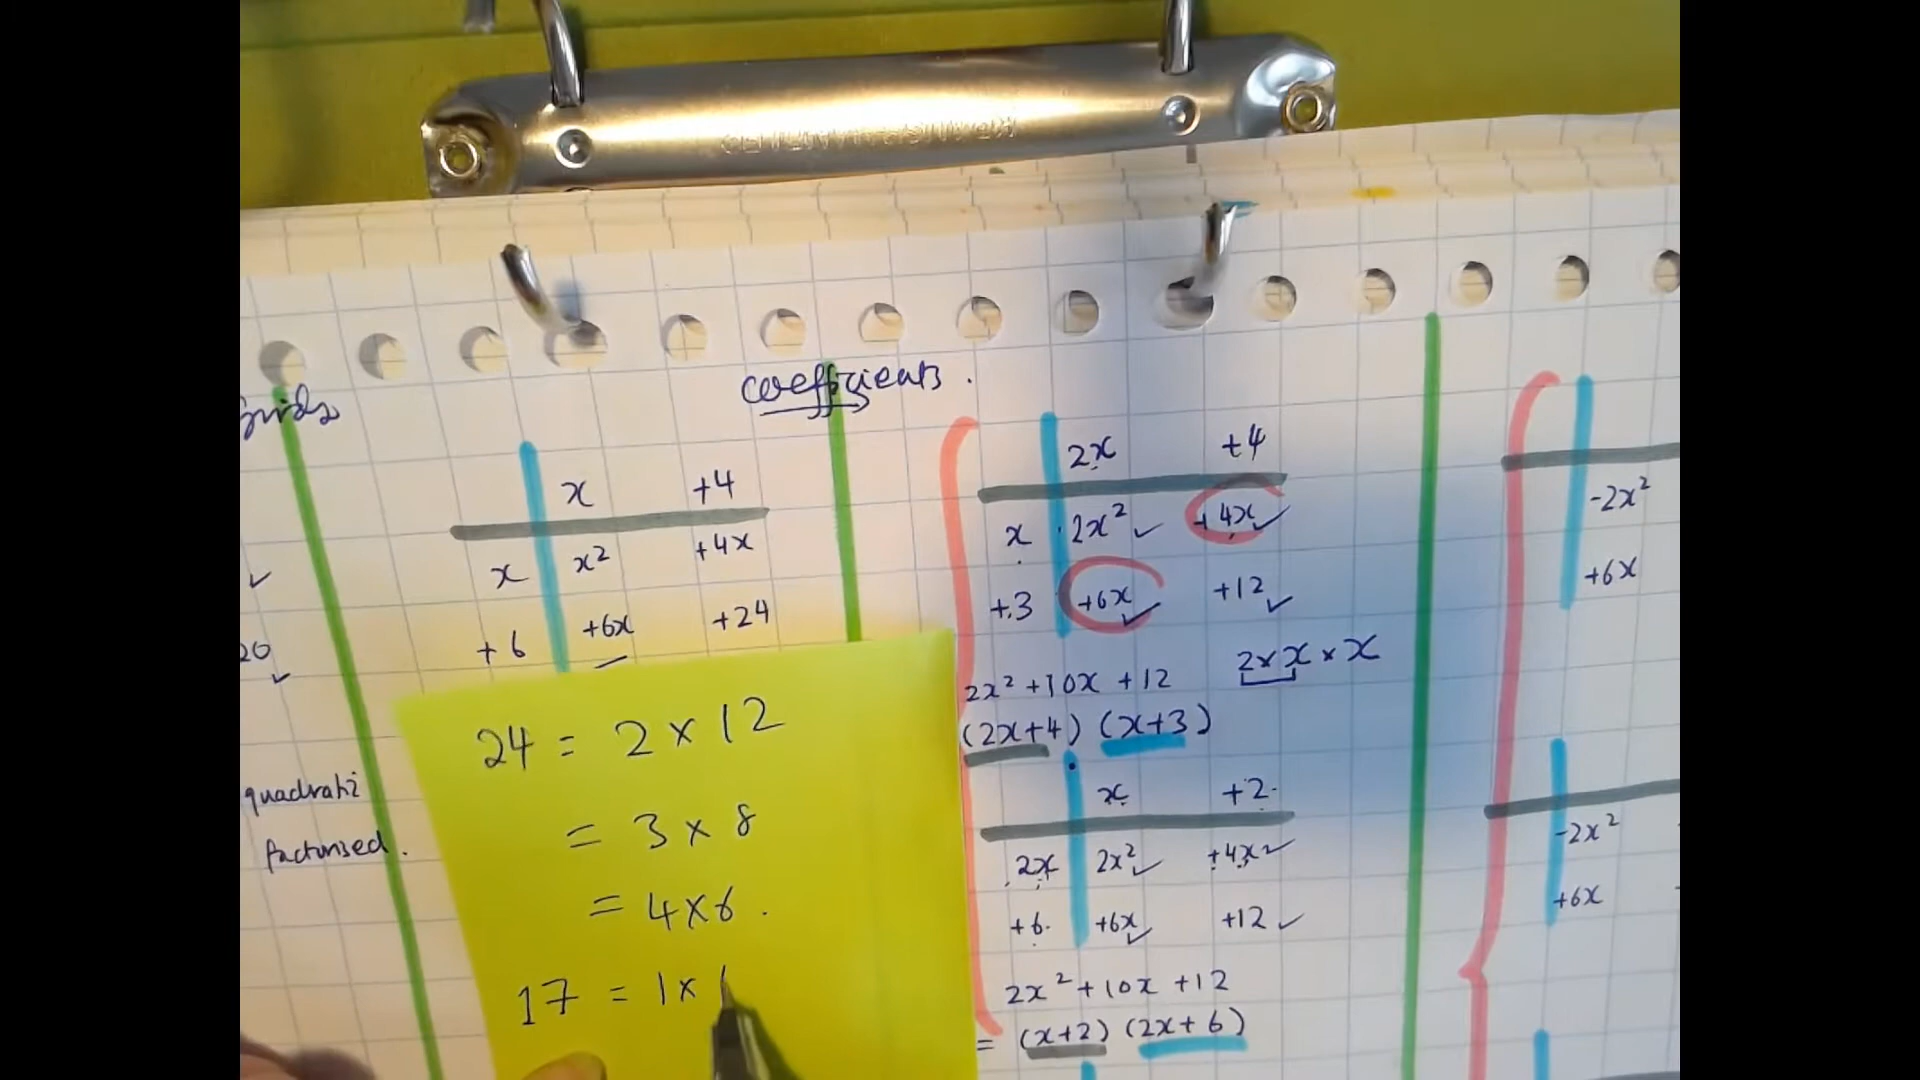 coefficients.
x +4
x x² +4x
+6 +6x +24
20
quadrati
factorised.
24 = 2 × 12
= 3 × 8
= 4×6.
17 = 1×
2x +4
x 2x² +4x
+3 +6x +12
2x² +10x +12 2×x×x
(2x+4) (x+3)
x +2
2x 2x² +4x
+6 +6x +12
2x² +10x +12
= (x+2) (2x+6)
-2x²
+6x
-2x²
+6x